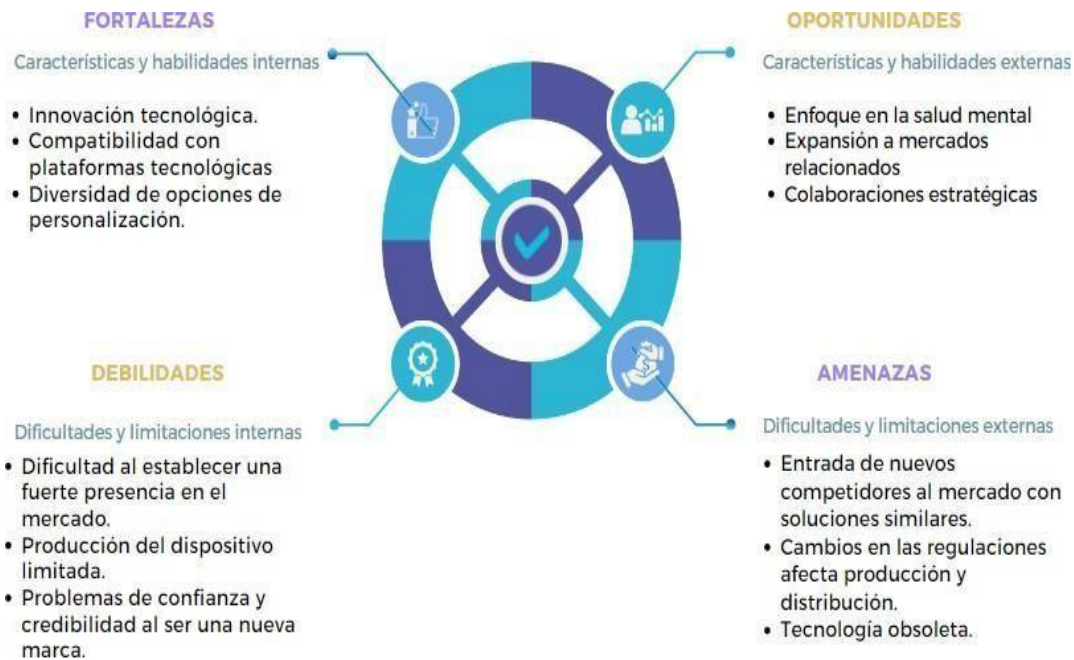 FORTALEZAS
Características y habilidades internas
• Innovación tecnológica.
• Compatibilidad con
plataformas tecnológicas
• Diversidad de opciones de
personalización.
OPORTUNIDADES
Características y habilidades externas
• Enfoque en la salud mental
• Expansión a mercados
relacionados
• Colaboraciones estratégicas
DEBILIDADES
Dificultades y limitaciones internas
• Dificultad al establecer una
fuerte presencia en el
mercado.
• Producción del dispositivo
limitada.
• Problemas de confianza y
credibilidad al ser una nueva
marca.
AMENAZAS
Dificultades y limitaciones externas
• Entrada de nuevos
competidores al mercado con
soluciones similares.
• Cambios en las regulaciones
afecta producción y
distribución.
• Tecnología obsoleta.